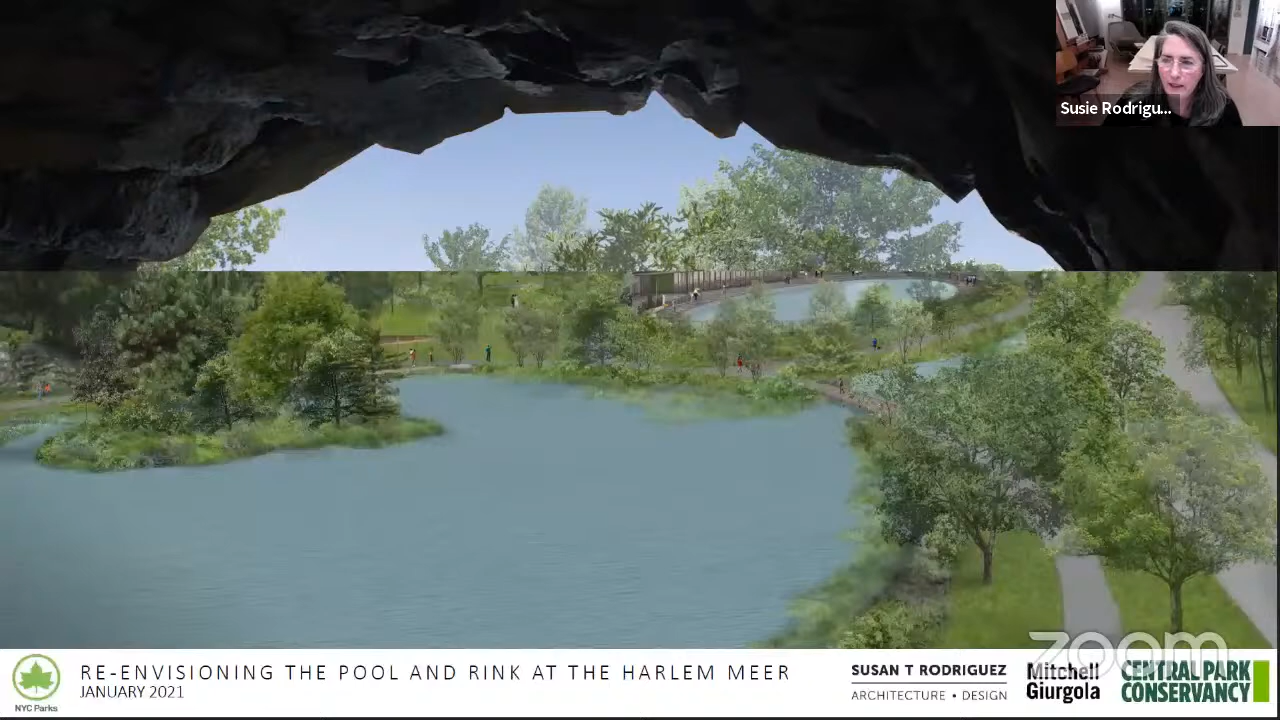 Susie Rodrigu...
RE-ENVISIONING THE POOL AND RINK AT THE HARLEM MEER
JANUARY 2021
NYC Parks
SUSAN T RODRIGUEZ
ARCHITECTURE • DESIGN
Mitchell
Giurgola
CENTRAL PARK
CONSERVANCY
zoom